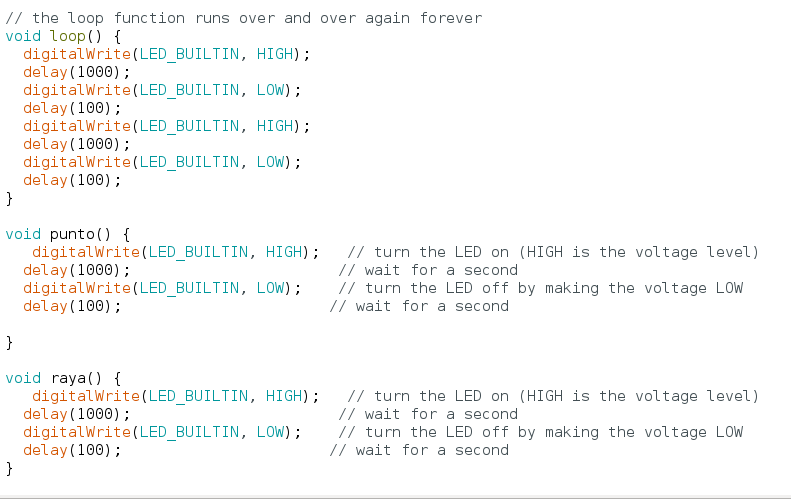 // the loop function runs over and over again forever
void loop() {
  digitalWrite(LED_BUILTIN, HIGH);
  delay(1000);
  digitalWrite(LED_BUILTIN, LOW);
  delay(100);
  digitalWrite(LED_BUILTIN, HIGH);
  delay(1000);
  digitalWrite(LED_BUILTIN, LOW);
  delay(100);
}

void punto() {
   digitalWrite(LED_BUILTIN, HIGH);   // turn the LED on (HIGH is the voltage level)
  delay(1000);                       // wait for a second
  digitalWrite(LED_BUILTIN, LOW);    // turn the LED off by making the voltage LOW
  delay(100);                       // wait for a second

}

void raya() {
   digitalWrite(LED_BUILTIN, HIGH);   // turn the LED on (HIGH is the voltage level)
  delay(1000);                       // wait for a second
  digitalWrite(LED_BUILTIN, LOW);    // turn the LED off by making the voltage LOW
  delay(100);                       // wait for a second
}